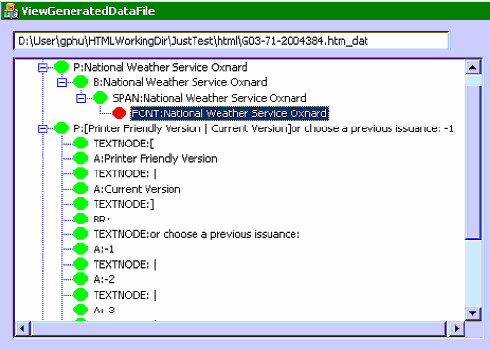 ViewGeneratedDataFile
D:\User\gphu\HTMLWorkingDir\JustTest\html\G03-71-2004384.htm_dat
P:National Weather Service Oxnard
B:National Weather Service Oxnard
SPAN:National Weather Service Oxnard
FONT:National Weather Service Oxnard
P:[Printer Friendly Version | Current Version]or choose a previous issuance: -1
TEXTNODE:[
A:Printer Friendly Version
TEXTNODE: |
A:Current Version
TEXTNODE:]
BR:
TEXTNODE:or choose a previous issuance:
A:-1
TEXTNODE: |
A:-2
TEXTNODE: |
A:-3